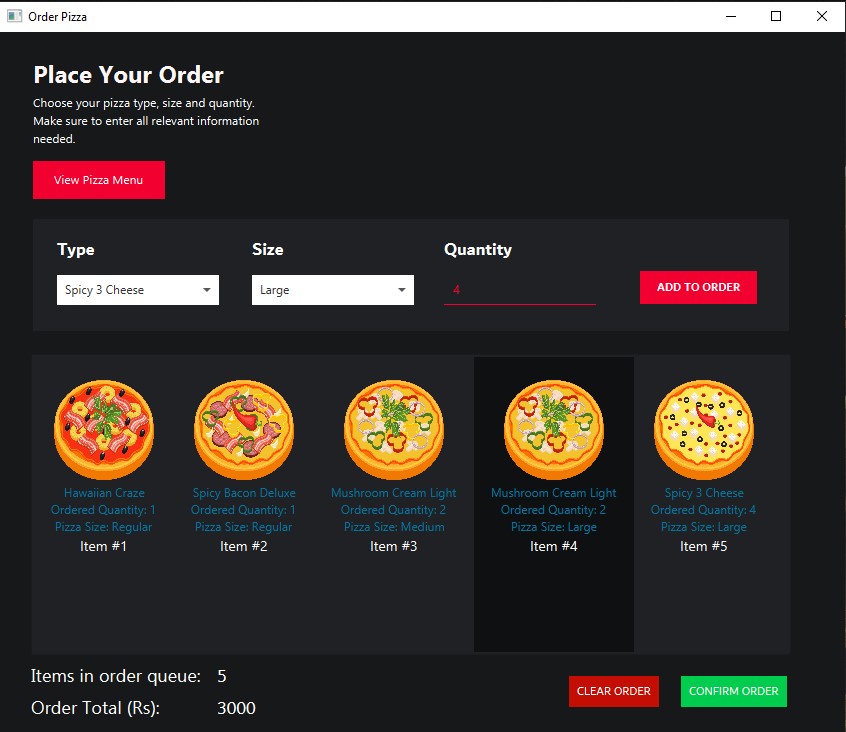 Order Pizza
Place Your Order
Choose your pizza type, size and quantity.
Make sure to enter all relevant information
needed.
View Pizza Menu
Type Size Quantity
Spicy 3 Cheese Large 4 ADD TO ORDER
Hawaiian Craze
Ordered Quantity: 1
Pizza Size: Regular
Item #1
Spicy Bacon Deluxe
Ordered Quantity: 1
Pizza Size: Regular
Item #2
Mushroom Cream Light
Ordered Quantity: 2
Pizza Size: Medium
Item #3
Mushroom Cream Light
Ordered Quantity: 2
Pizza Size: Large
Item #4
Spicy 3 Cheese
Ordered Quantity: 4
Pizza Size: Large
Item #5
Items in order queue: 5
Order Total (Rs): 3000
CLEAR ORDER
CONFIRM ORDER